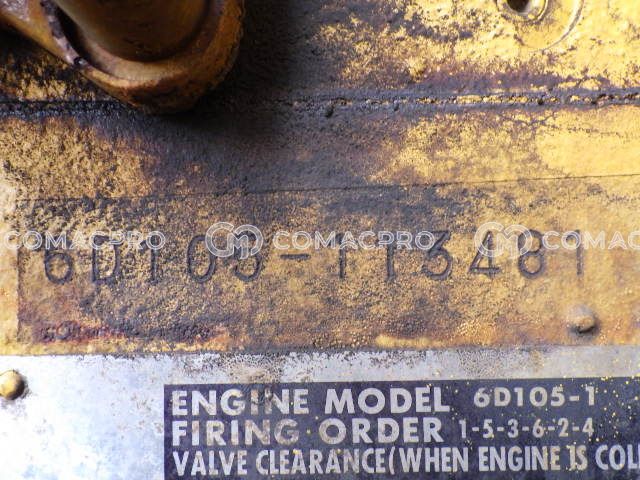 6D105-113481
COMACPRO COMACPRO COMACPRO
ENGINE MODEL 6D105-1
FIRING ORDER 1-5-3-6-2-4
VALVE CLEARANCE(WHEN ENGINE IS COL